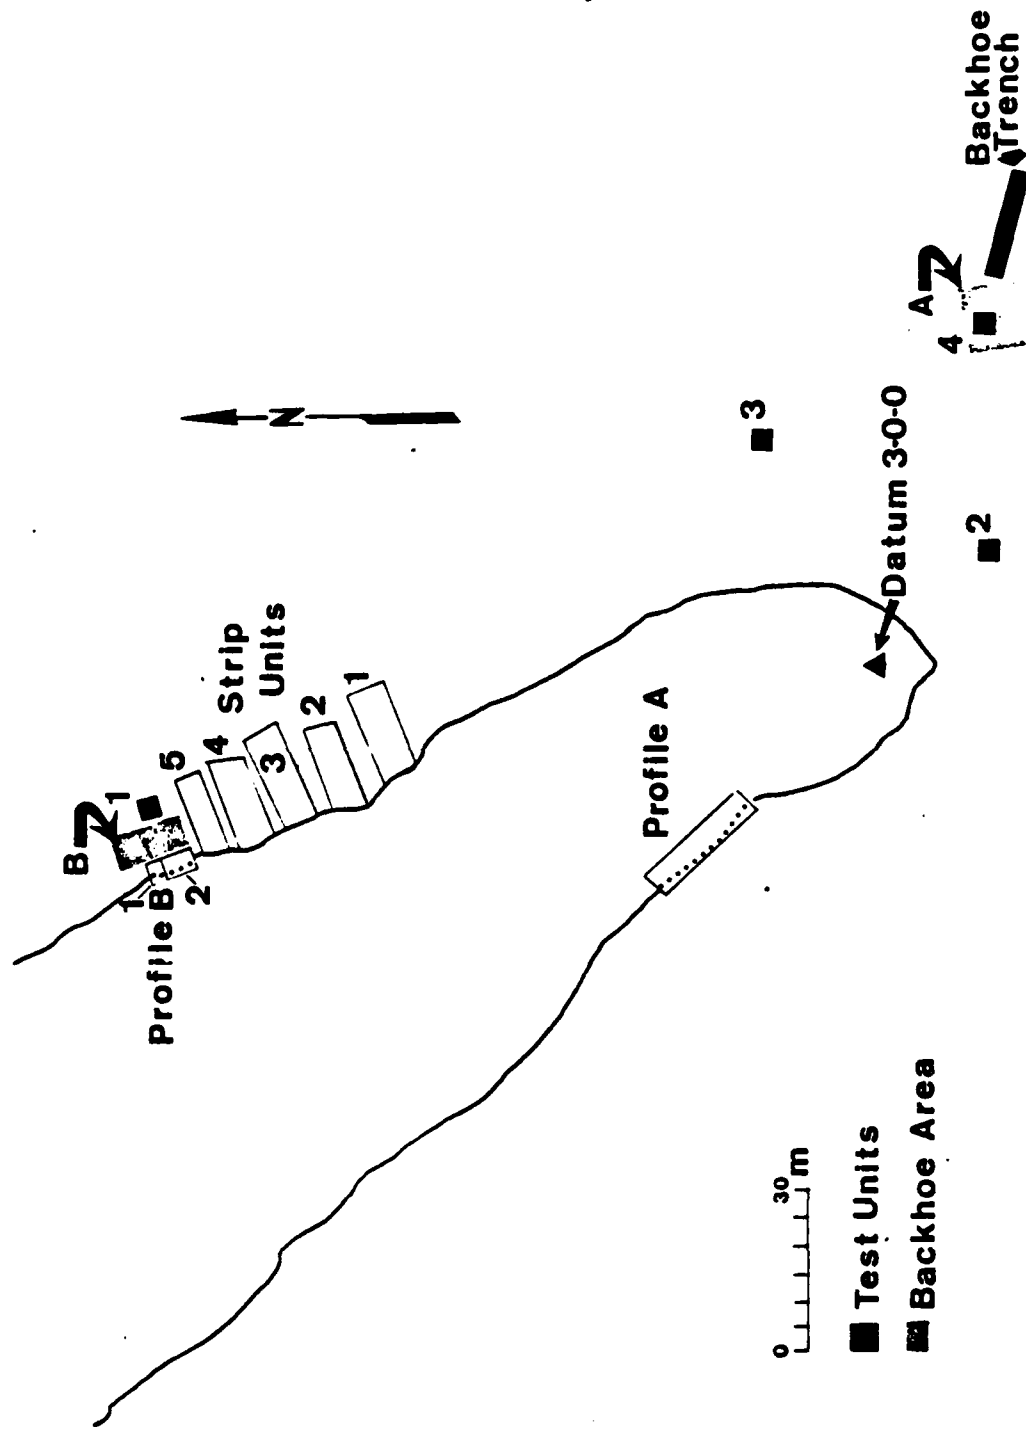 Backhoe
Trench
A
4
N
3
Datum 3-0-0
2
Strip
Units
1
2
3
4
5
1
B
1
2
Profile B
Profile A
0 30 m
Test Units
Backhoe Area